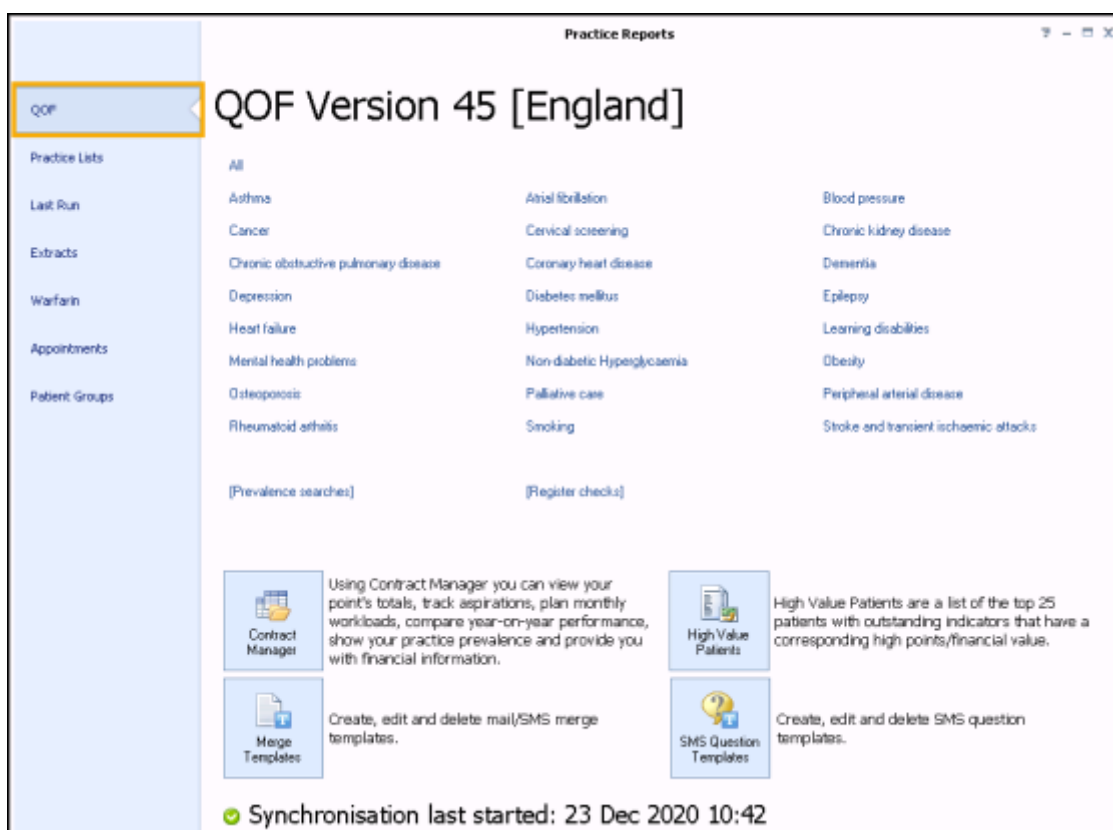 Practice Reports
QOF
Practice Lists
Last Run
Extracts
Warfarin
Appointments
Patient Groups
QOF Version 45 [England]
All
Asthma
Atrial fibrillation
Blood pressure
Cancer
Cervical screening
Chronic kidney disease
Chronic obstructive pulmonary disease
Coronary heart disease
Dementia
Depression
Diabetes mellitus
Epilepsy
Heart failure
Hypertension
Learning disabilities
Mental health problems
Non-diabetic Hyperglycaemia
Obesity
Osteoporosis
Palliative care
Peripheral arterial disease
Rheumatoid arthritis
Smoking
Stroke and transient ischaemic attacks
[Prevalence searches]
[Register checks]
Contract
Manager
Using Contract Manager you can view your
point's totals, track aspirations, plan monthly
workloads, compare year-on-year performance,
show your practice prevalence and provide you
with financial information.
High Value
Patients
High Value Patients are a list of the top 25
patients with outstanding indicators that have a
corresponding high points/financial value.
Merge
Templates
Create, edit and delete mail/SMS merge
templates.
SMS Question
Templates
Create, edit and delete SMS question
templates.
Synchronisation last started: 23 Dec 2020 10:42